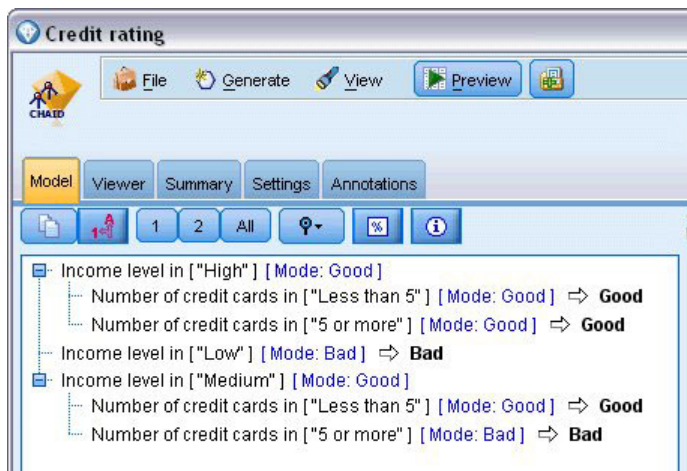 Credit rating
File Generate View Preview
CHAID
Model Viewer Summary Settings Annotations
1 2 All %
Income level in ["High"] [Mode: Good]
Number of credit cards in ["Less than 5"] [Mode: Good] ⇨ Good
Number of credit cards in ["5 or more"] [Mode: Good] ⇨ Good
Income level in ["Low"] [Mode: Bad] ⇨ Bad
Income level in ["Medium"] [Mode: Good]
Number of credit cards in ["Less than 5"] [Mode: Good] ⇨ Good
Number of credit cards in ["5 or more"] [Mode: Bad] ⇨ Bad